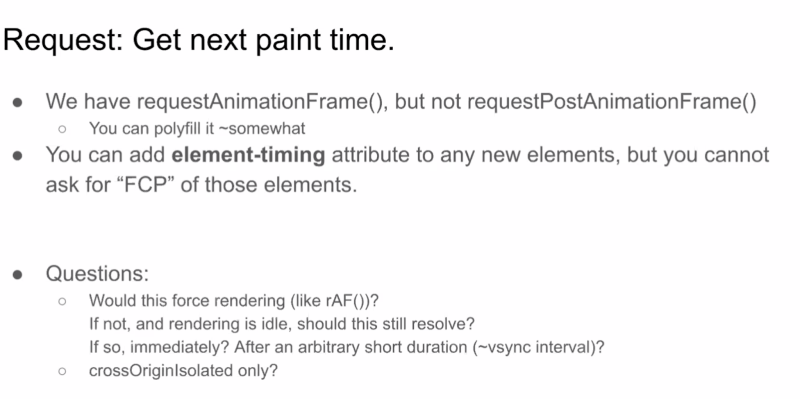 Request: Get next paint time.
● We have requestAnimationFrame(), but not requestPostAnimationFrame()
○ You can polyfill it ~somewhat
● You can add element-timing attribute to any new elements, but you cannot
ask for “FCP” of those elements.
● Questions:
○ Would this force rendering (like rAF())?
If not, and rendering is idle, should this still resolve?
If so, immediately? After an arbitrary short duration (~vsync interval)?
○ crossOriginIsolated only?